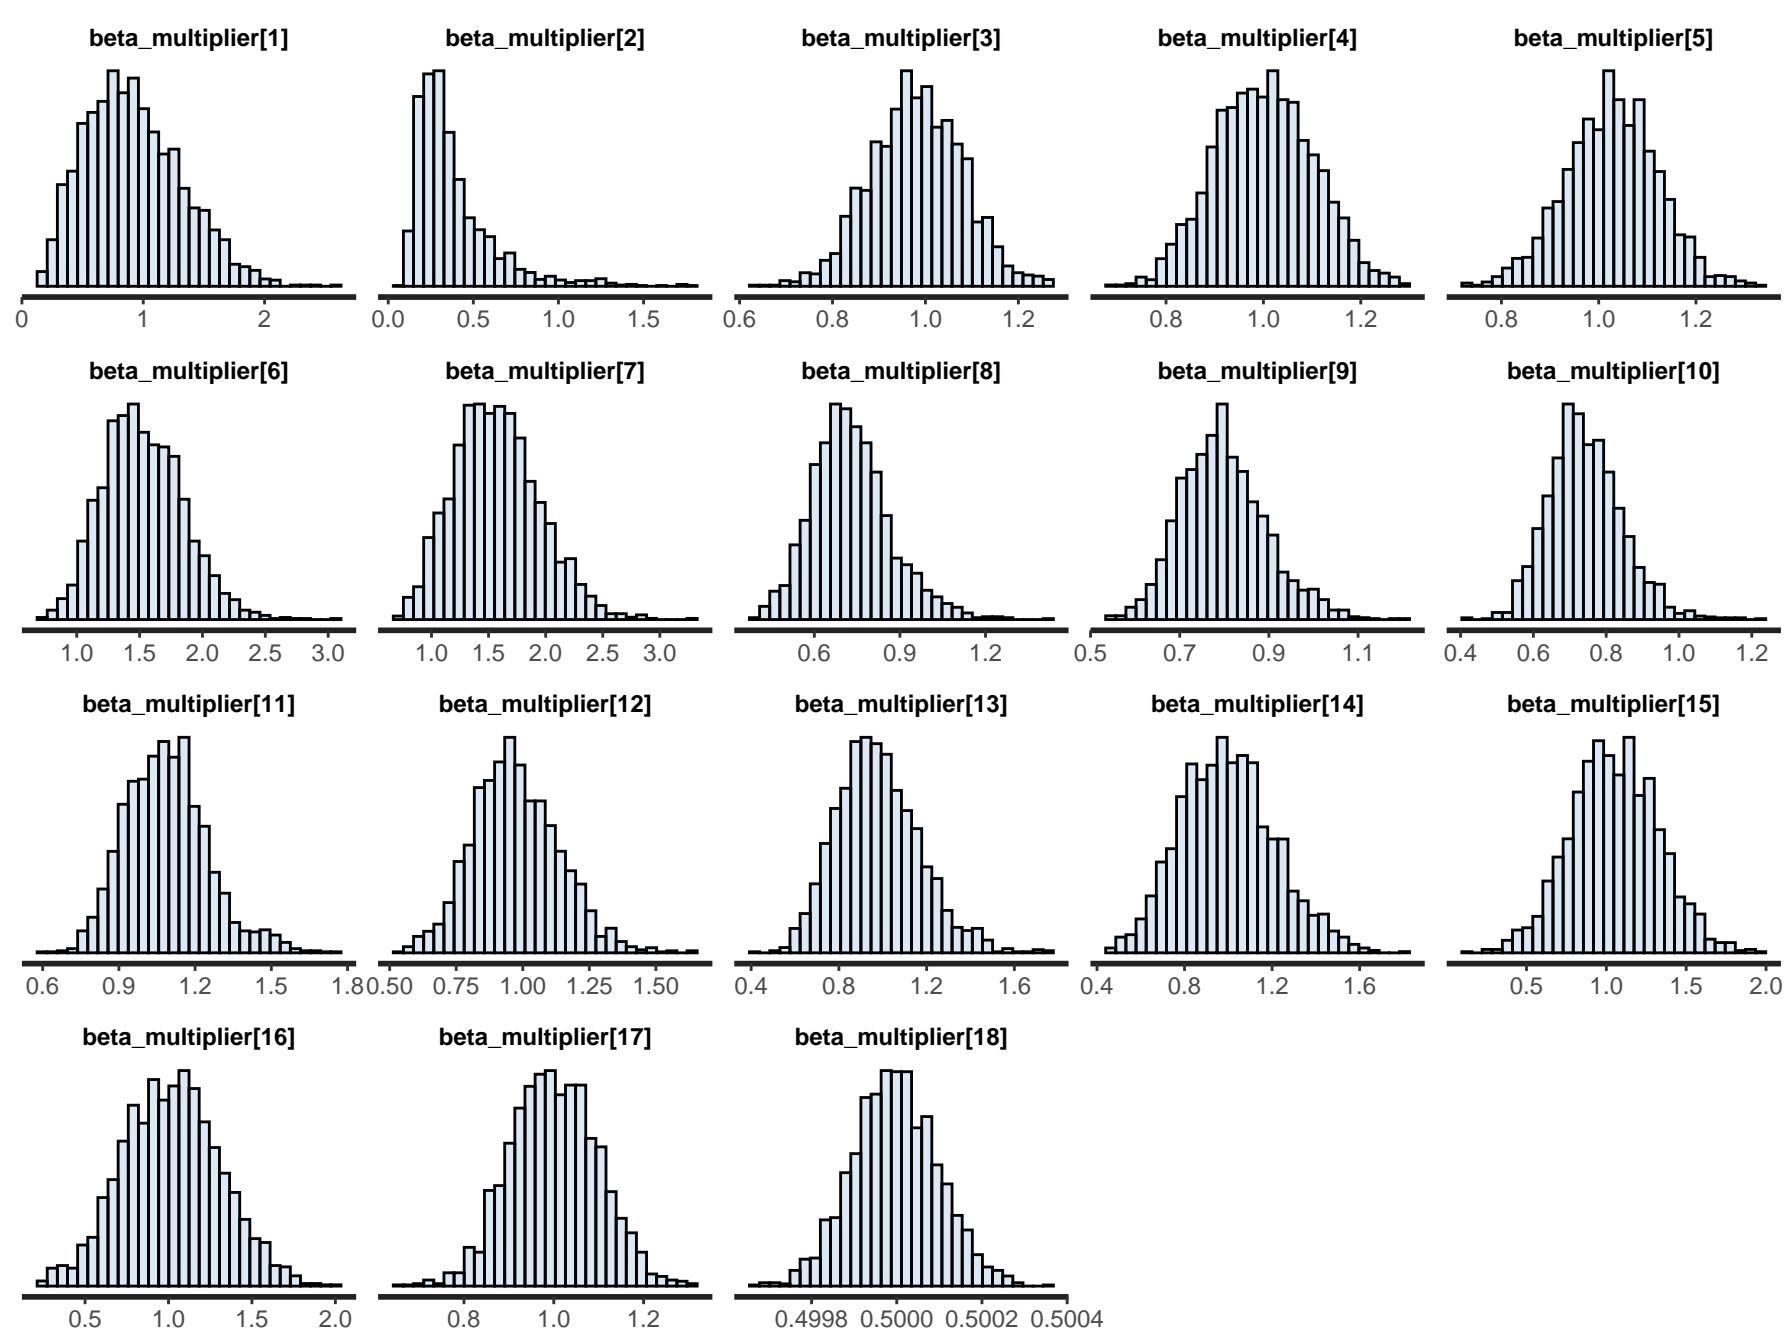 beta_multiplier[1] beta_multiplier[2] beta_multiplier[3] beta_multiplier[4] beta_multiplier[5]
0 1 2 0.0 0.5 1.0 1.5 0.6 0.8 1.0 1.2 0.8 1.0 1.2 0.8 1.0 1.2
beta_multiplier[6] beta_multiplier[7] beta_multiplier[8] beta_multiplier[9] beta_multiplier[10]
1.0 1.5 2.0 2.5 3.0 1.0 1.5 2.0 2.5 3.0 0.6 0.9 1.2 0.5 0.7 0.9 1.1 0.4 0.6 0.8 1.0 1.2
beta_multiplier[11] beta_multiplier[12] beta_multiplier[13] beta_multiplier[14] beta_multiplier[15]
0.6 0.9 1.2 1.5 1.8 0.50 0.75 1.00 1.25 1.50 0.4 0.8 1.2 1.6 0.4 0.8 1.2 1.6 0.5 1.0 1.5 2.0
beta_multiplier[16] beta_multiplier[17] beta_multiplier[18]
0.5 1.0 1.5 2.0 0.8 1.0 1.2 0.4998 0.5000 0.5002 0.5004